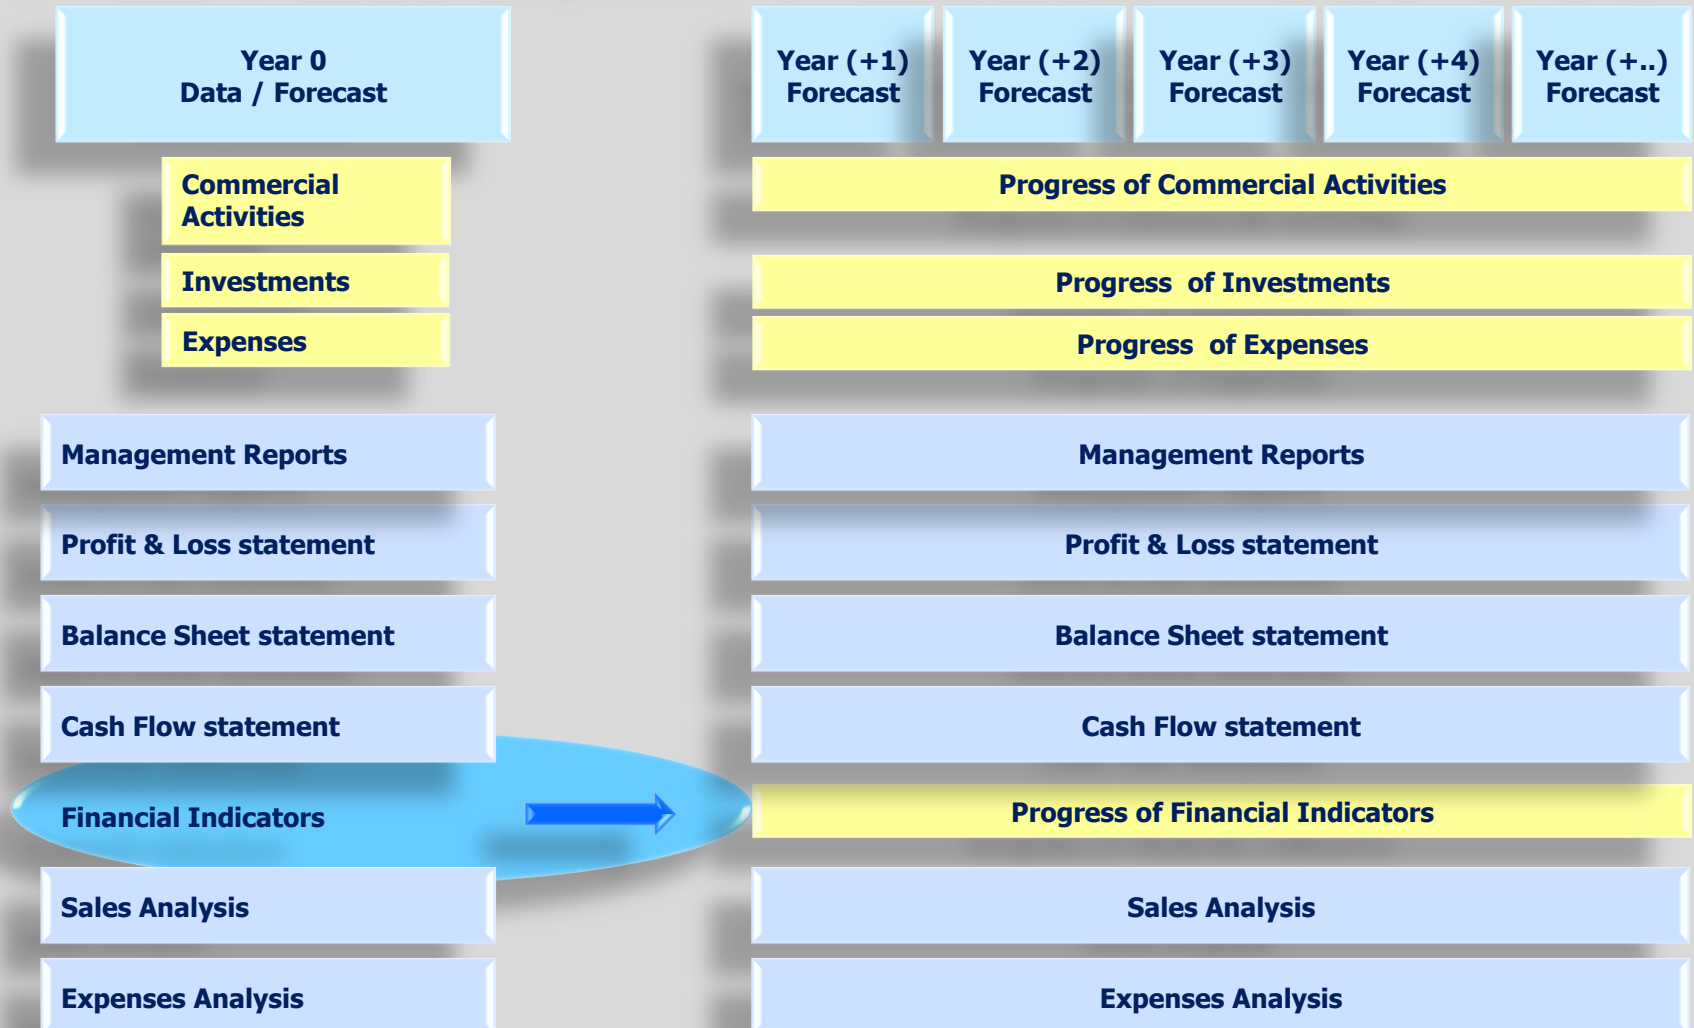 Year 0
Data / Forecast
Year (+1)
Forecast
Year (+2)
Forecast
Year (+3)
Forecast
Year (+4)
Forecast
Year (+..)
Forecast
Commercial
Activities
Progress of Commercial Activities
Investments
Progress  of Investments
Expenses
Progress  of Expenses
Management Reports
Management Reports
Profit & Loss statement
Profit & Loss statement
Balance Sheet statement
Balance Sheet statement
Cash Flow statement
Cash Flow statement
Financial Indicators
Progress of Financial Indicators
Sales Analysis
Sales Analysis
Expenses Analysis
Expenses Analysis